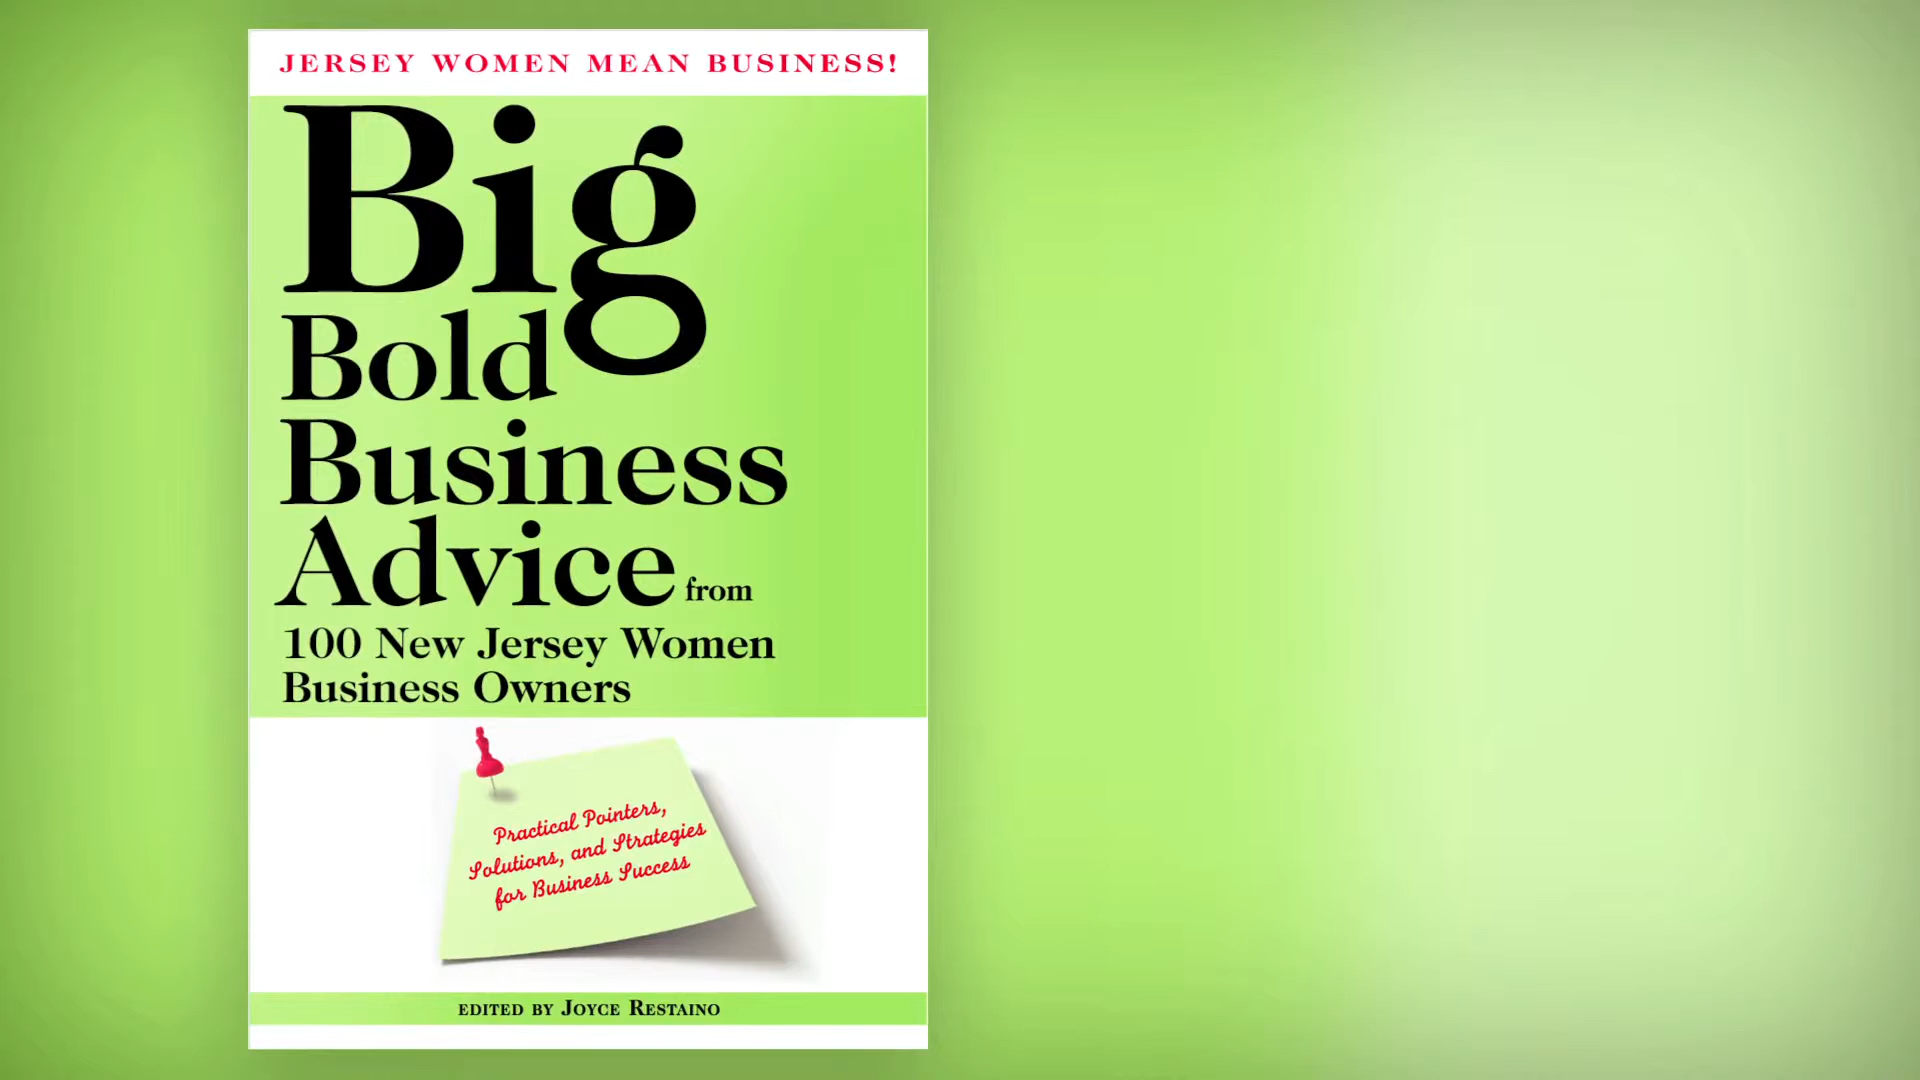 JERSEY WOMEN MEAN BUSINESS!
Big
Bold
Business
Advice from
100 New Jersey Women
Business Owners
Practical Pointers,
Solutions, and Strategies
for Business Success
EDITED BY JOYCE RESTAINO